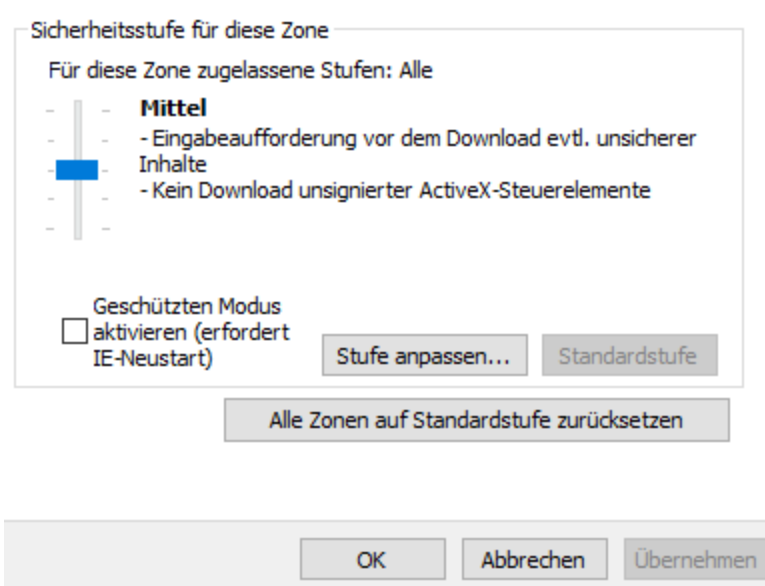 Sicherheitsstufe für diese Zone
Für diese Zone zugelassene Stufen: Alle
Mittel
- Eingabeaufforderung vor dem Download evtl. unsicherer
Inhalte
- Kein Download unsignierter ActiveX-Steuerelemente
Geschützten Modus
aktivieren (erfordert
IE-Neustart)
Stufe anpassen...
Standardstufe
Alle Zonen auf Standardstufe zurücksetzen
OK
Abbrechen
Übernehmen